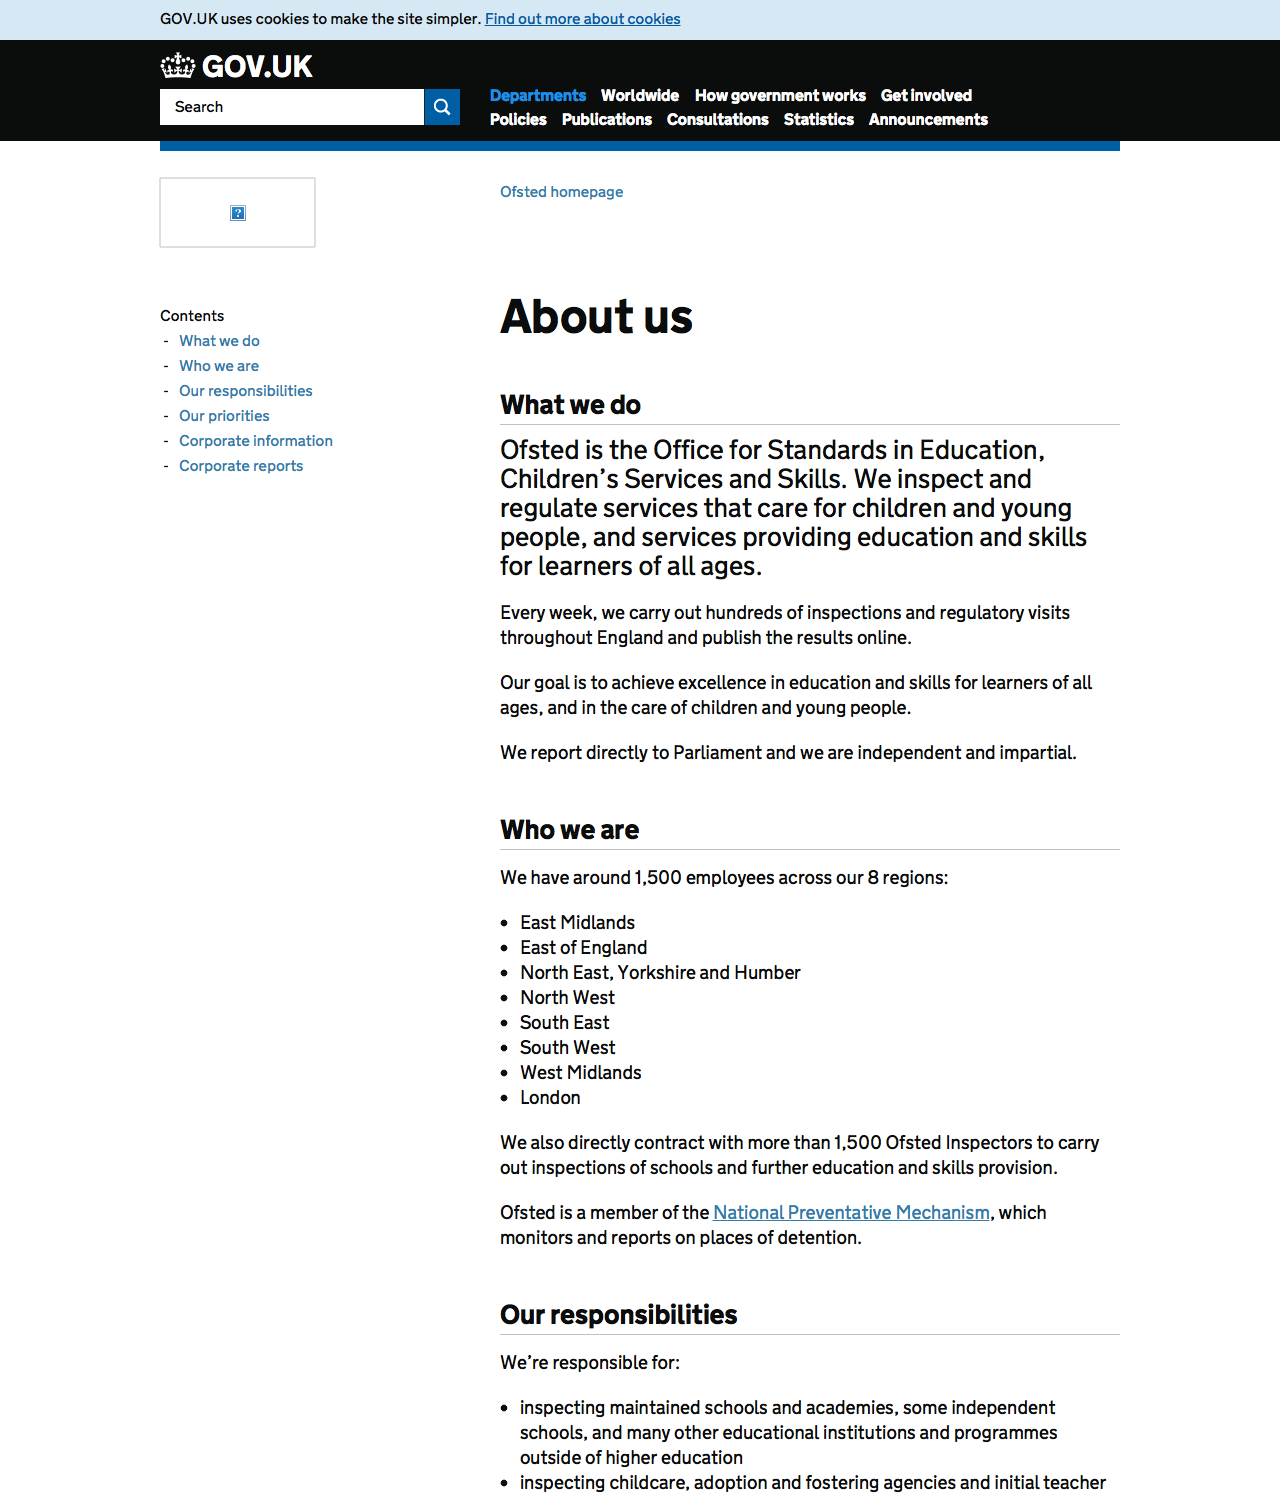 GOV.UK uses cookies to make the site simpler. Find out more about cookies
GOV.UK
Search
Departments Worldwide How government works Get involved
Policies Publications Consultations Statistics Announcements
Ofsted homepage
Contents
- What we do
- Who we are
- Our responsibilities
- Our priorities
- Corporate information
- Corporate reports
About us
What we do
Ofsted is the Office for Standards in Education,
Children’s Services and Skills. We inspect and
regulate services that care for children and young
people, and services providing education and skills
for learners of all ages.
Every week, we carry out hundreds of inspections and regulatory visits
throughout England and publish the results online.
Our goal is to achieve excellence in education and skills for learners of all
ages, and in the care of children and young people.
We report directly to Parliament and we are independent and impartial.
Who we are
We have around 1,500 employees across our 8 regions:
• East Midlands
• East of England
• North East, Yorkshire and Humber
• North West
• South East
• South West
• West Midlands
• London
We also directly contract with more than 1,500 Ofsted Inspectors to carry
out inspections of schools and further education and skills provision.
Ofsted is a member of the National Preventative Mechanism, which
monitors and reports on places of detention.
Our responsibilities
We’re responsible for:
• inspecting maintained schools and academies, some independent
schools, and many other educational institutions and programmes
outside of higher education
• inspecting childcare, adoption and fostering agencies and initial teacher